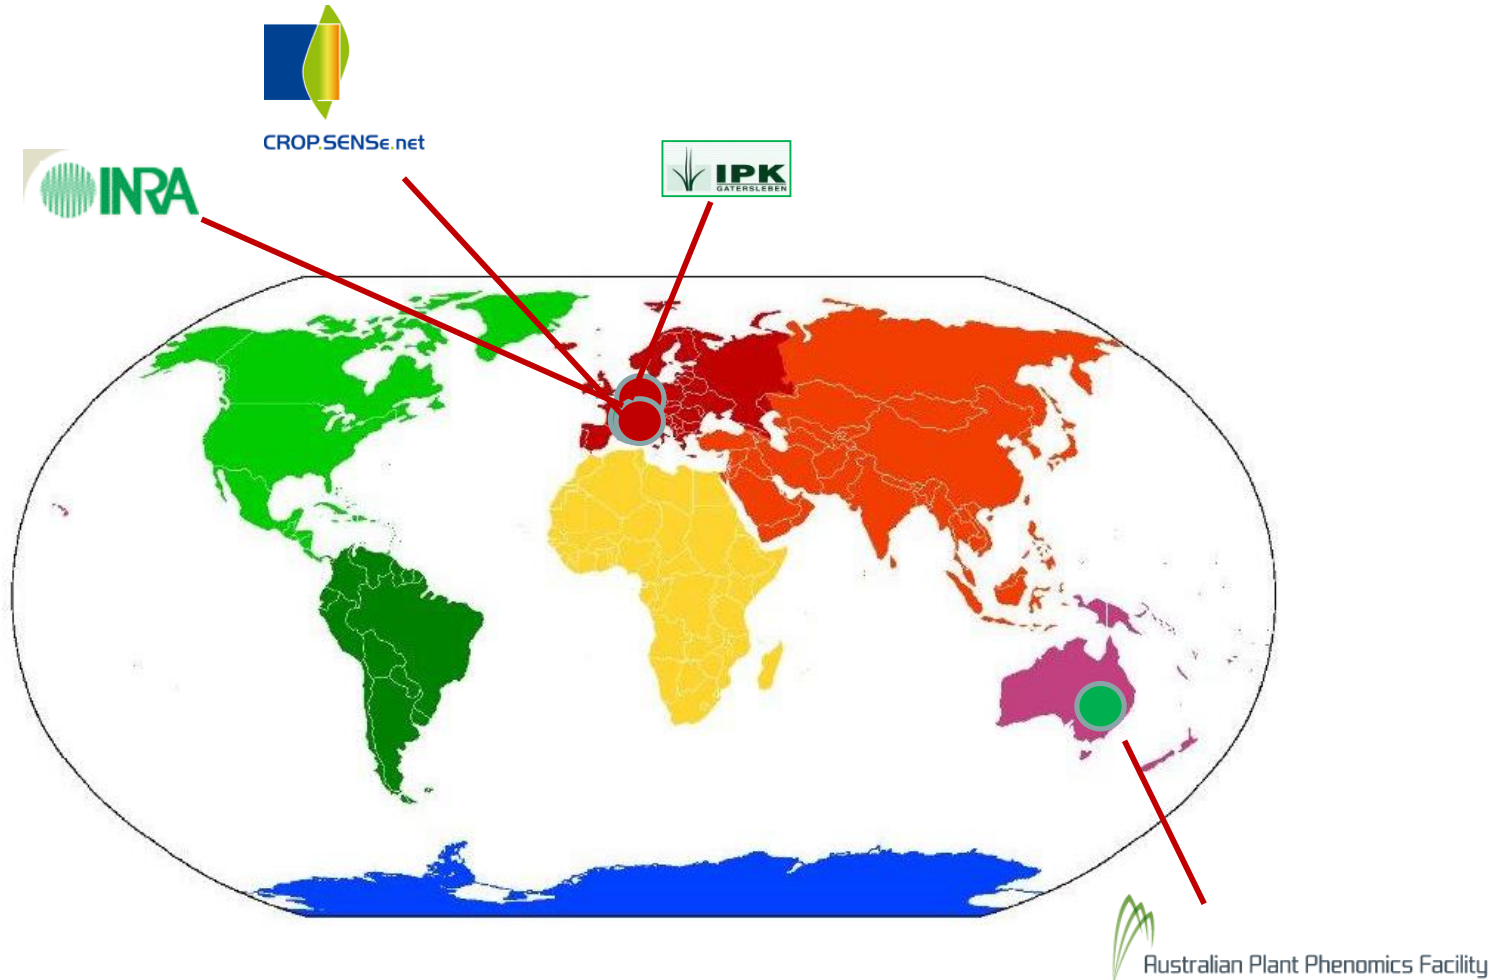 CROP.SENSe.net
INRA
IPK
GATERSLEBEN
Australian Plant Phenomics Facility